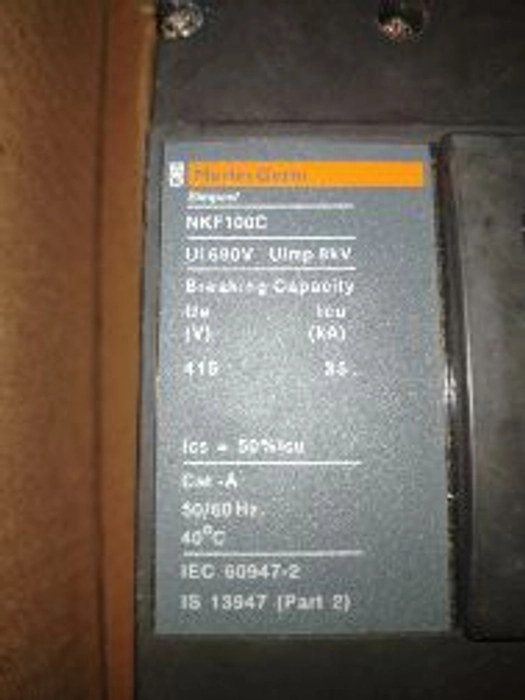 Merlin Gerin
NKF100C
Ui 690V Uimp 8kV
Breaking Capacity
Ue Icu
(V) (kA)
415 35
Ics = 50%Icu
Cat -A
50/60 Hz.
40°C
IEC 60947-2
IS 13947 (Part 2)